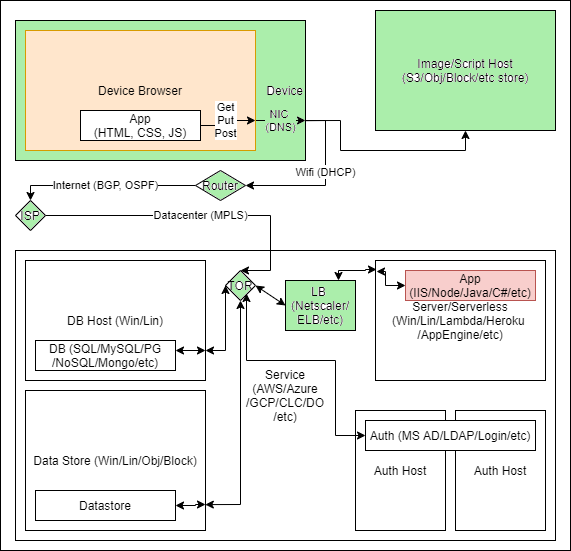 Image/Script Host
(S3/Obj/Block/etc store)
Device Browser
Device
App
(HTML, CSS, JS)
Get
Put
Post
NIC
(DNS)
Wifi (DHCP)
Internet (BGP, OSPF)
Router
ISP
Datacenter (MPLS)
TOR
LB
(Netscaler/
ELB/etc)
App
(IIS/Node/Java/C#/etc)
Server/Serverless
(Win/Lin/Lambda/Heroku
/AppEngine/etc)
DB Host (Win/Lin)
DB (SQL/MySQL/PG
/NoSQL/Mongo/etc)
Service
(AWS/Azure
/GCP/CLC/DO
/etc)
Data Store (Win/Lin/Obj/Block)
Datastore
Auth (MS AD/LDAP/Login/etc)
Auth Host
Auth Host